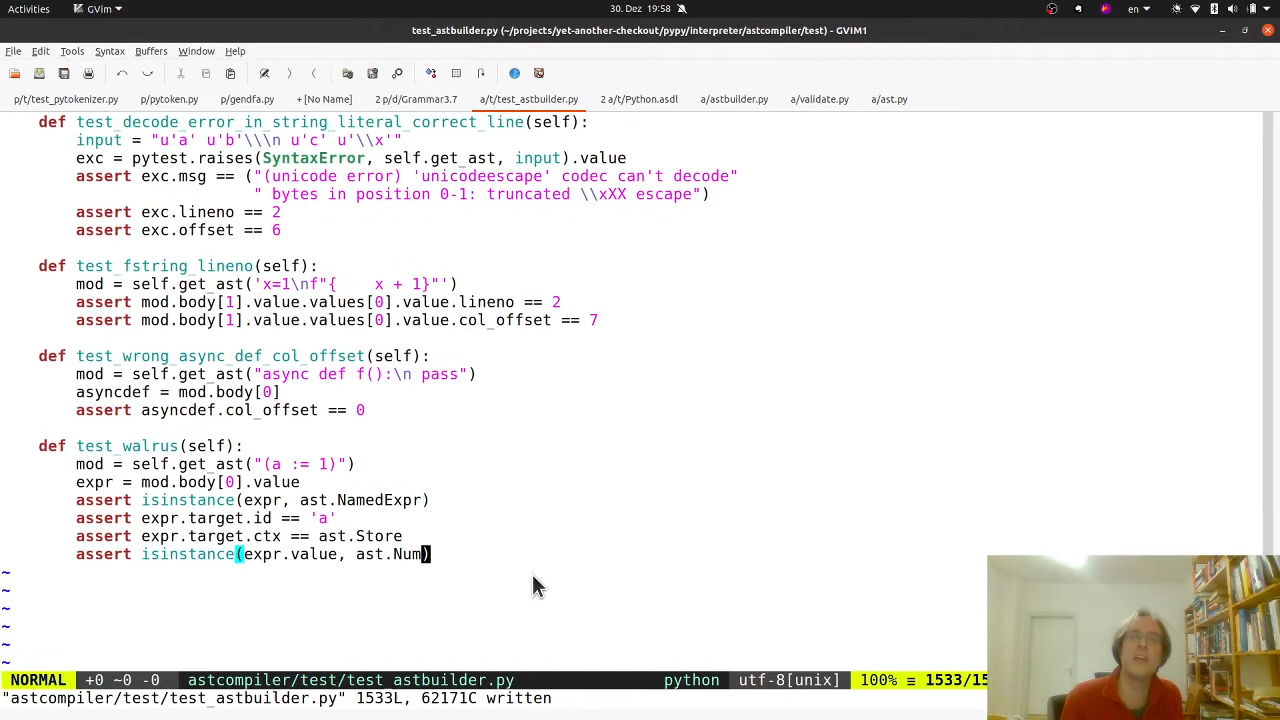 Activities GVim 30. Dez 19:58 en
test_astbuilder.py (~/projects/yet-another-checkout/pypy/interpreter/astcompiler/test) - GVIM1
File Edit Tools Syntax Buffers Window Help
p/t/test_pytokenizer.py p/pytoken.py p/gendfa.py + [No Name] 2 p/d/Grammar3.7 a/t/test_astbuilder.py 2 a/t/Python.asdl a/astbuilder.py a/validate.py a/ast.py
def test_decode_error_in_string_literal_correct_line(self):
input = "u'a' u'b'\\\n u'c' u'\\x'"
exc = pytest.raises(SyntaxError, self.get_ast, input).value
assert exc.msg == ("(unicode error) 'unicodeescape' codec can't decode"
" bytes in position 0-1: truncated \\xXX escape")
assert exc.lineno == 2
assert exc.offset == 6
def test_fstring_lineno(self):
mod = self.get_ast('x=1\nf"{    x + 1}"')
assert mod.body[1].value.values[0].value.lineno == 2
assert mod.body[1].value.values[0].value.col_offset == 7
def test_wrong_async_def_col_offset(self):
mod = self.get_ast("async def f():\n pass")
asyncdef = mod.body[0]
assert asyncdef.col_offset == 0
def test_walrus(self):
mod = self.get_ast("(a := 1)")
expr = mod.body[0].value
assert isinstance(expr, ast.NamedExpr)
assert expr.target.id == 'a'
assert expr.target.ctx == ast.Store
assert isinstance(expr.value, ast.Num)
~
~
~
~
~
~
NORMAL +0 ~0 -0 astcompiler/test/test_astbuilder.py python utf-8[unix] 100% ≡ 1533/15
"astcompiler/test/test_astbuilder.py" 1533L, 62171C written